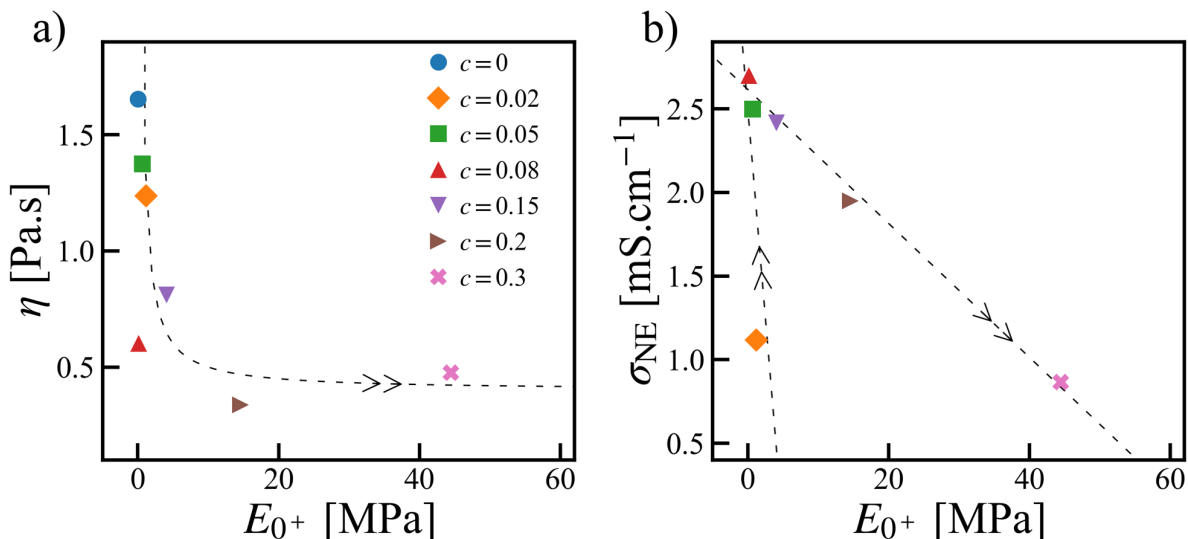 a)
η [Pa.s]
1.5
1.0
0.5
c = 0
c = 0.02
c = 0.05
c = 0.08
c = 0.15
c = 0.2
c = 0.3
0 20 40 60
E₀⁺ [MPa]
b)
σ_NE [mS.cm⁻¹]
2.5
2.0
1.5
1.0
0.5
0 20 40 60
E₀⁺ [MPa]